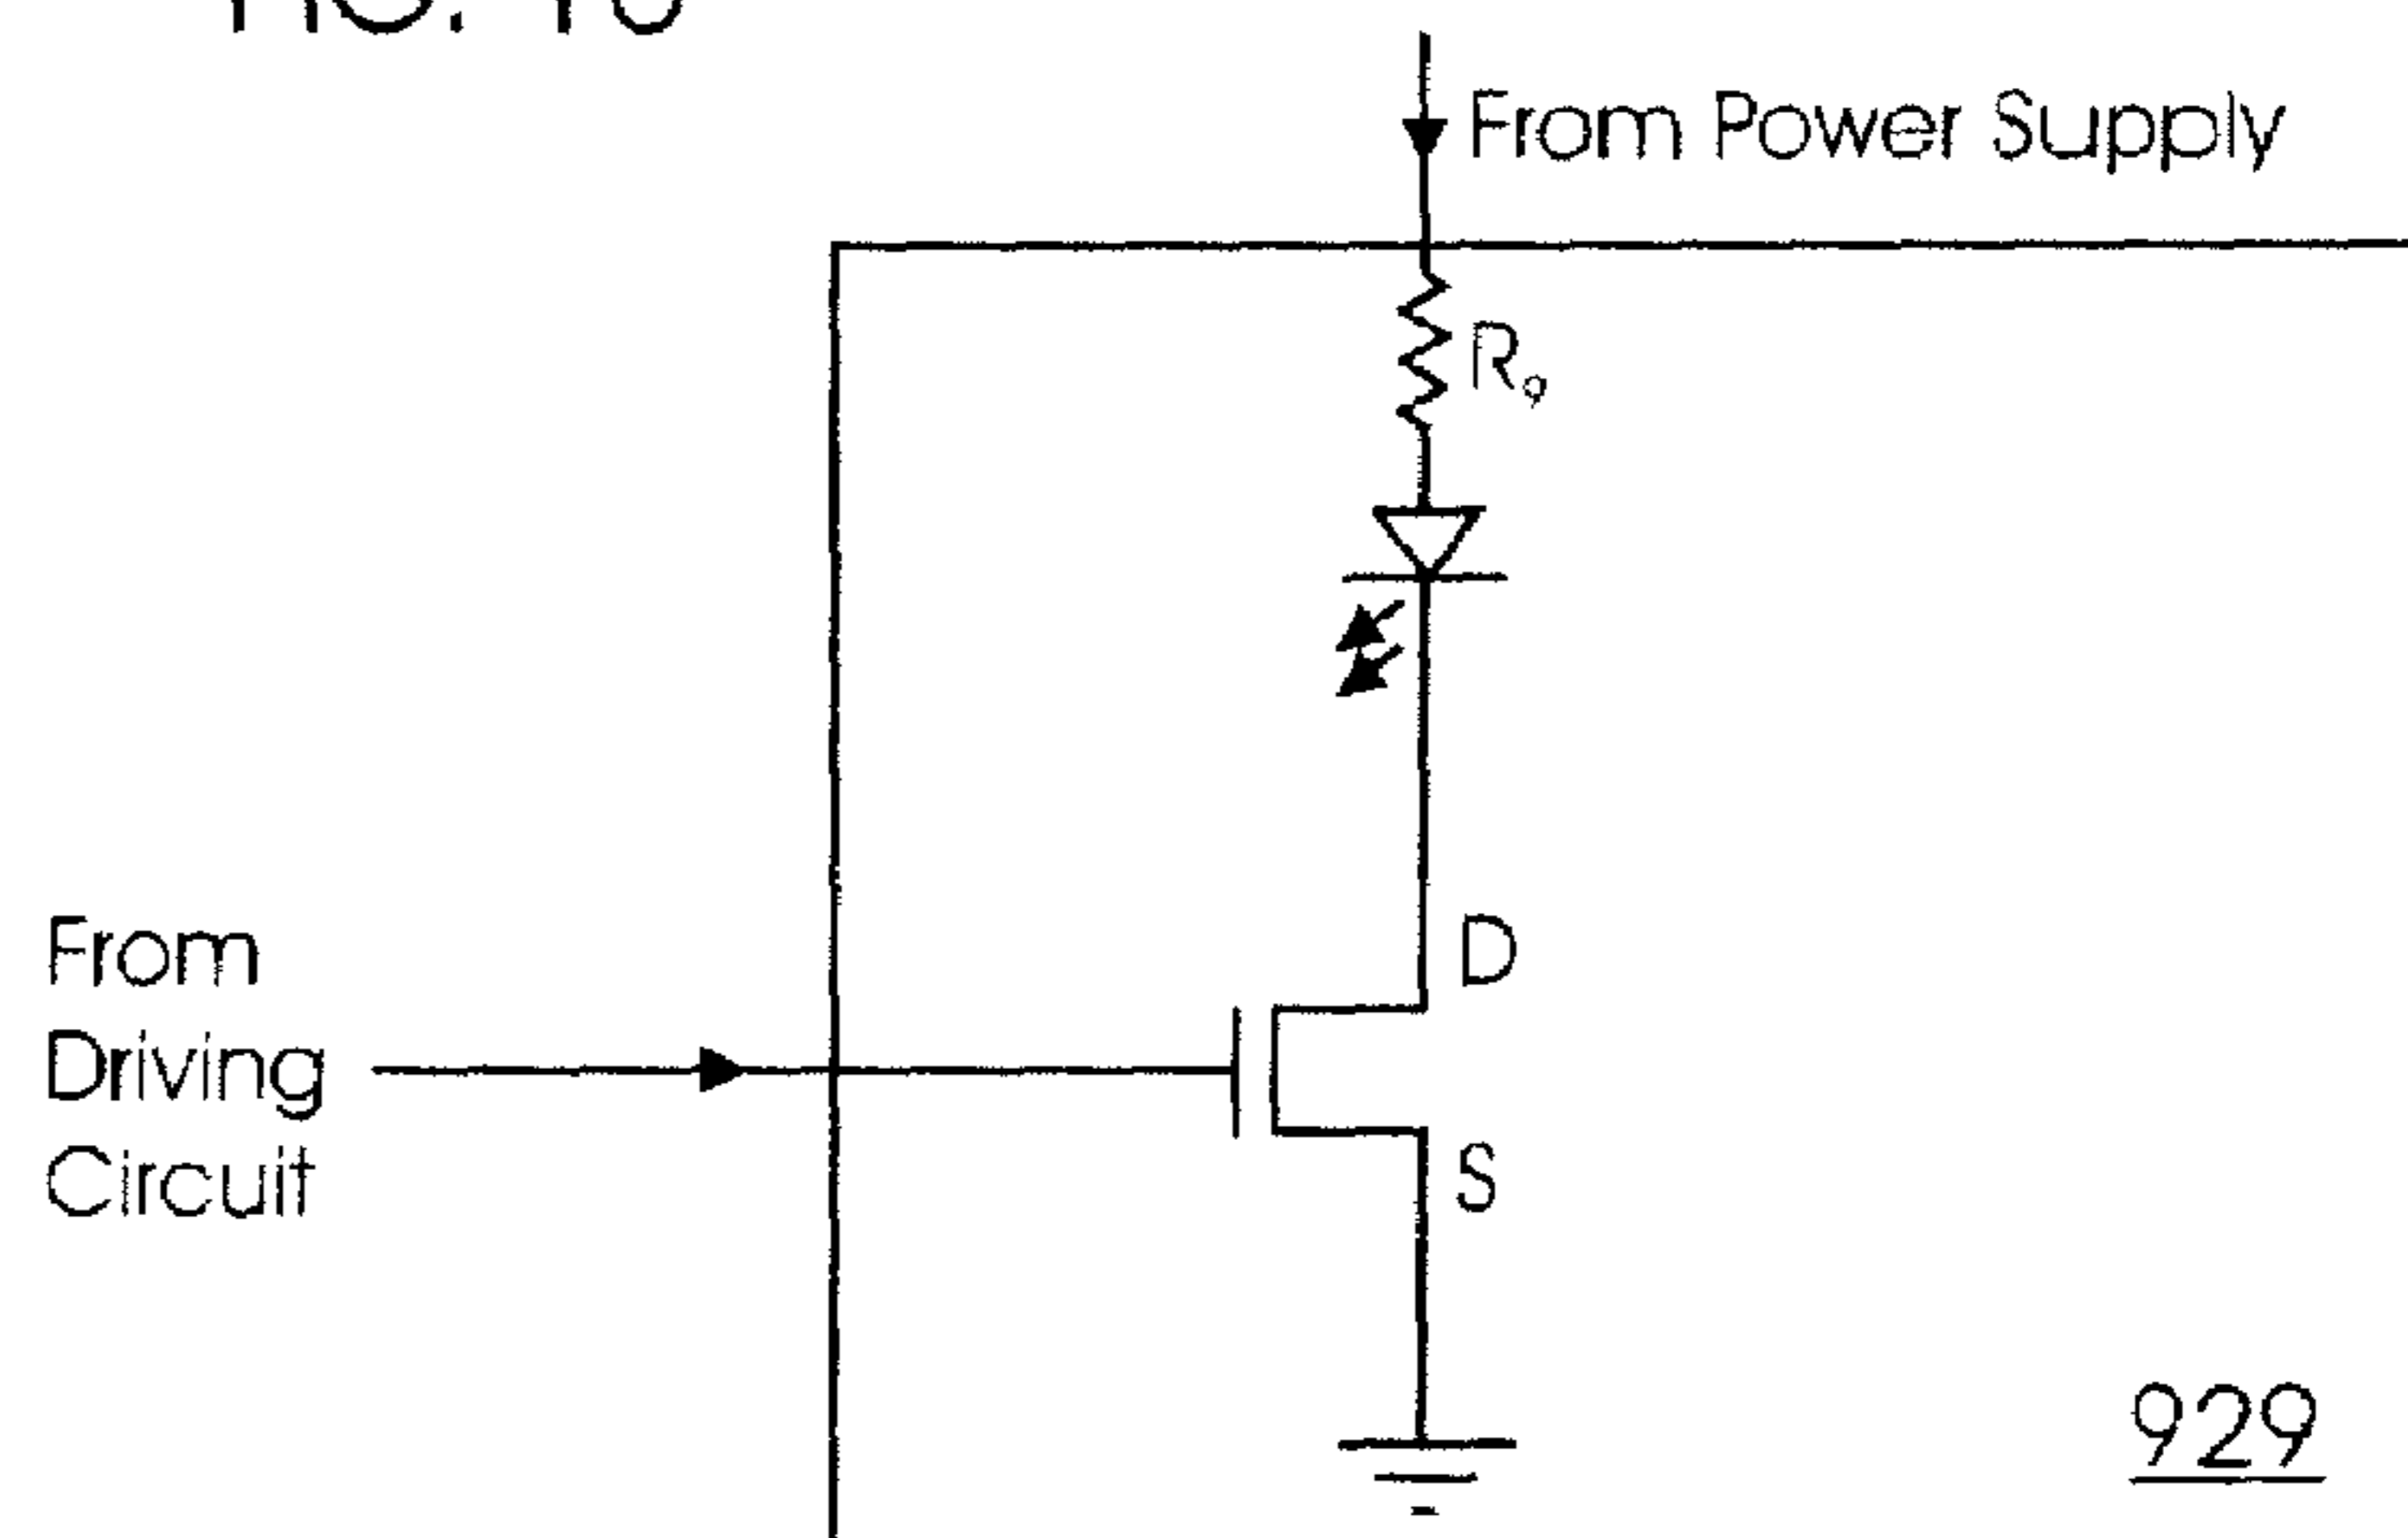 From Power Supply
R₉
D
From
Driving
Circuit
S
929